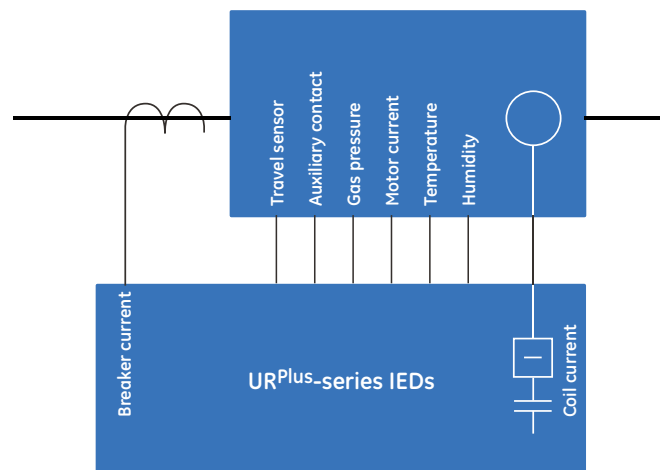 Travel sensor
Auxiliary contact
Gas pressure
Motor current
Temperature
Humidity
Breaker current
URPlus-series IEDs
I
Coil current